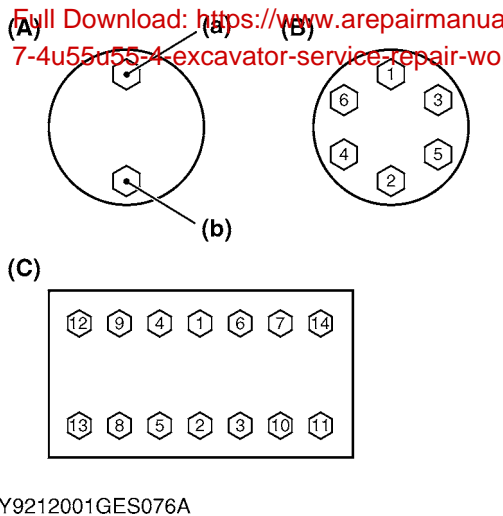 Full Download: https://www.arepairmanua
7-4u55u55-4-excavator-service-repair-wo
(A) (a) (B)
1
6 3
4 5
2
(b)
(C)
12 9 4 1 6 7 14
13 8 5 2 3 10 11
Y9212001GES076A